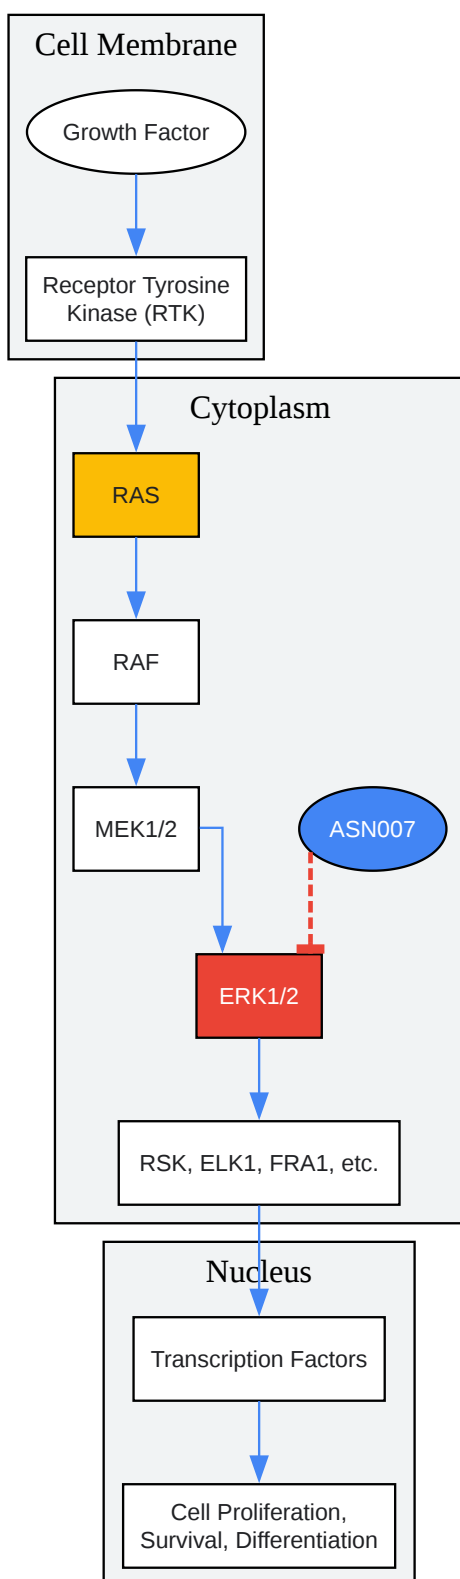 Cell Membrane
Growth Factor
Receptor Tyrosine
Kinase (RTK)
Cytoplasm
RAS
RAF
MEK1/2
ASN007
ERK1/2
RSK, ELK1, FRA1, etc.
Nucleus
Transcription Factors
Cell Proliferation,
Survival, Differentiation